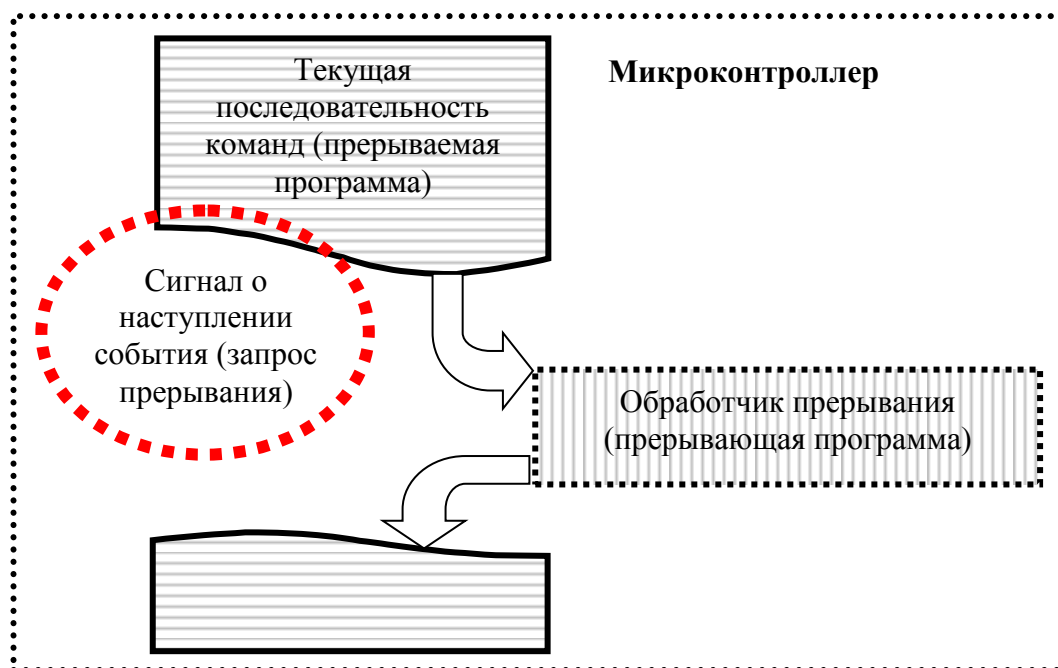 Текущая
последовательность
команд (прерываемая
программа)
Микроконтроллер
Сигнал о
наступлении
события (запрос
прерывания)
Обработчик прерывания
(прерывающая программа)